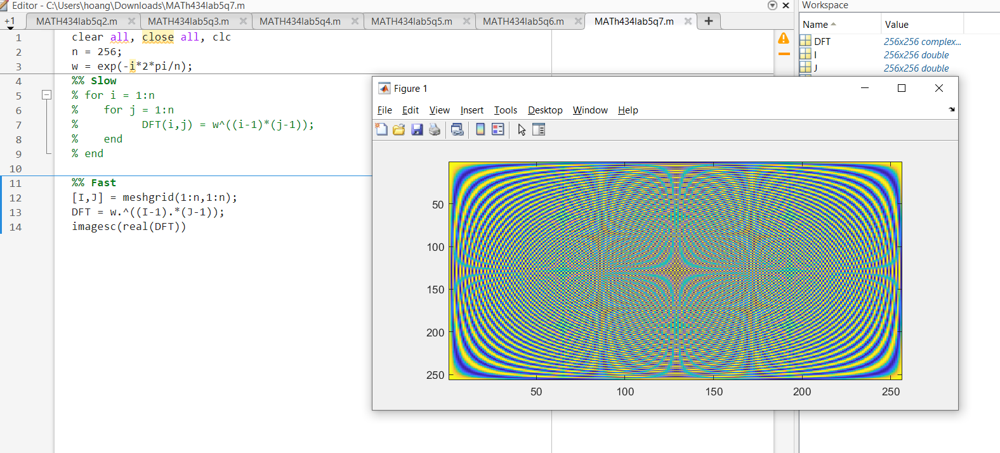 Editor - C:\Users\hoang\Downloads\MATh434lab5q7.m
+1 MATH434lab5q2.m MATH434lab5q3.m MATH434lab5q4.m MATH434lab5q5.m MATH434lab5q6.m MATh434lab5q7.m
1 clear all, close all, clc
2 n = 256;
3 w = exp(-i*2*pi/n);
4 %% Slow
5 % for i = 1:n
6 %    for j = 1:n
7 %          DFT(i,j) = w^((i-1)*(j-1));
8 %    end
9 % end
10
11 %% Fast
12 [I,J] = meshgrid(1:n,1:n);
13 DFT = w.^((I-1).*(J-1));
14 imagesc(real(DFT))
Workspace
Name Value
DFT 256x256 complex...
I 256x256 double
J 256x256 double
Figure 1
File Edit View Insert Tools Desktop Window Help
50
100
150
200
250
50 100 150 200 250